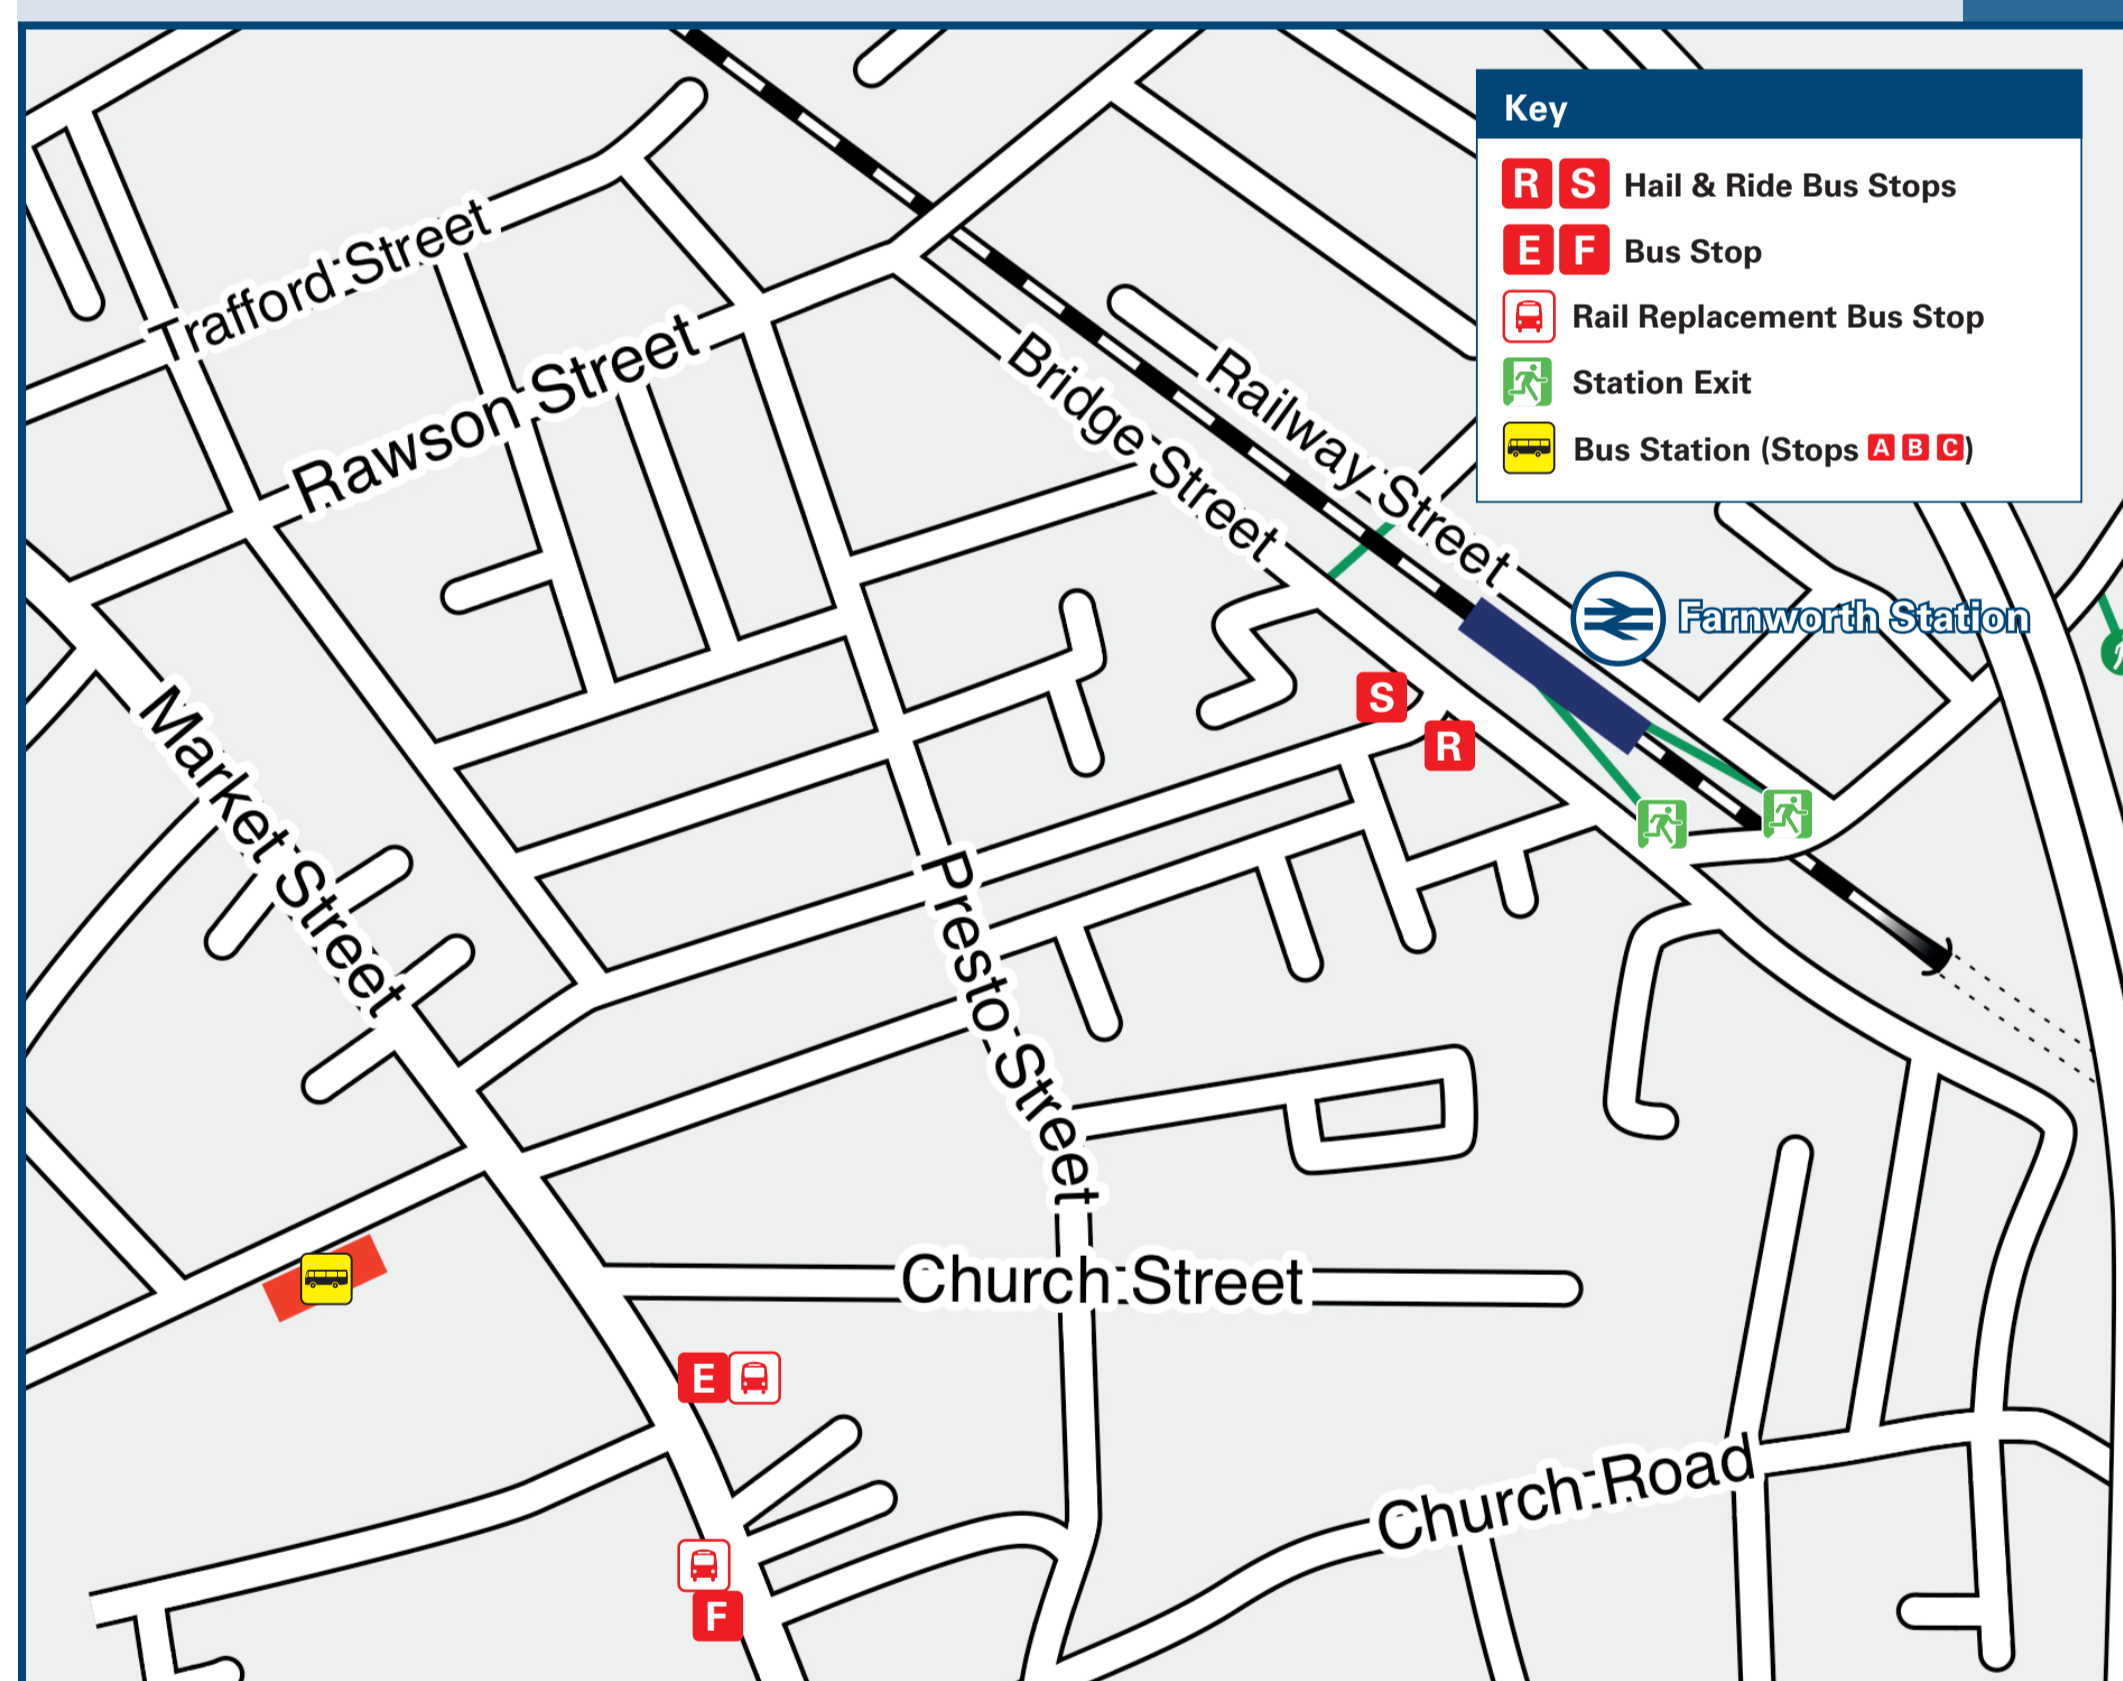 Key
R S Hail & Ride Bus Stops
E F Bus Stop
Rail Replacement Bus Stop
Station Exit
Bus Station (Stops A B C)
Trafford Street
Rawson Street
Bridge Street
Railway Street
Farnworth Station
Market Street
S
R
Presto Street
Church Street
E
Church Road
F